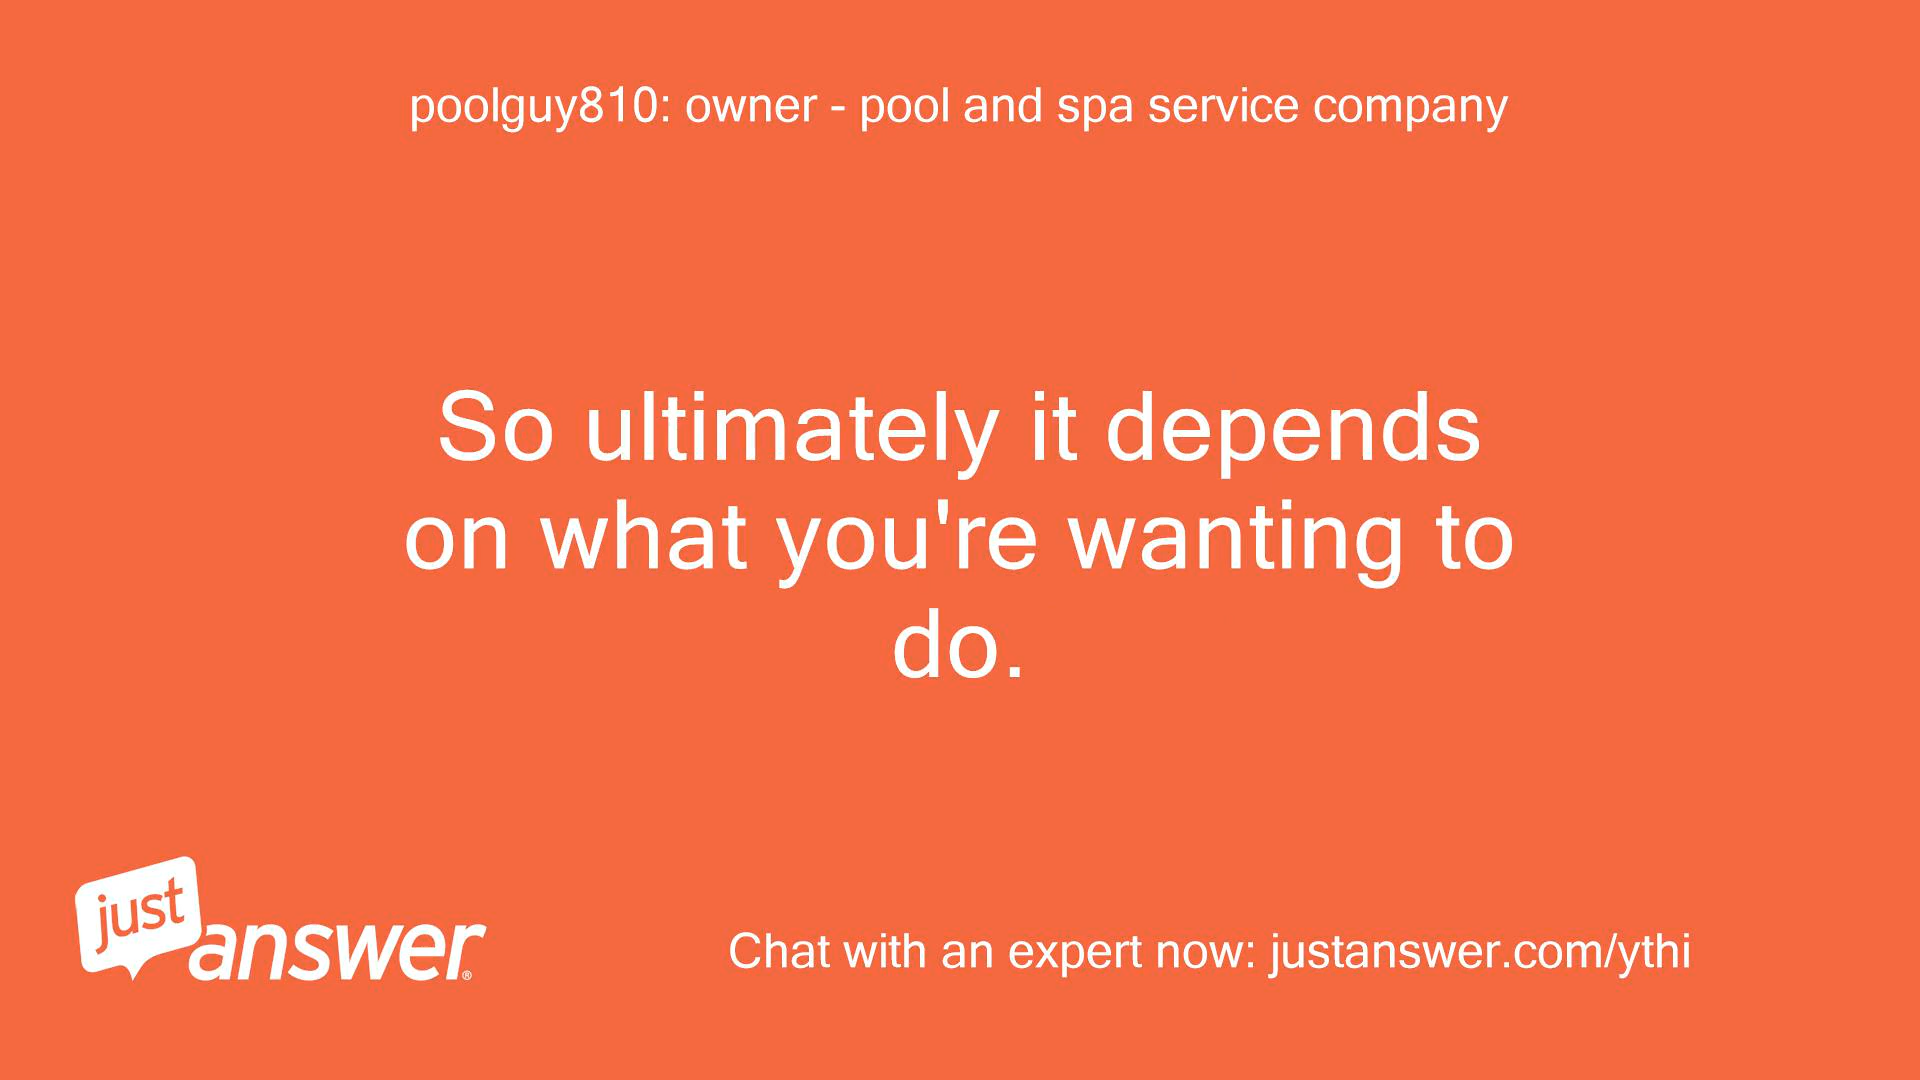 poolguy810: owner - pool and spa service company
So ultimately it depends
on what you're wanting to
do.
just
answer®
Chat with an expert now: justanswer.com/ythi